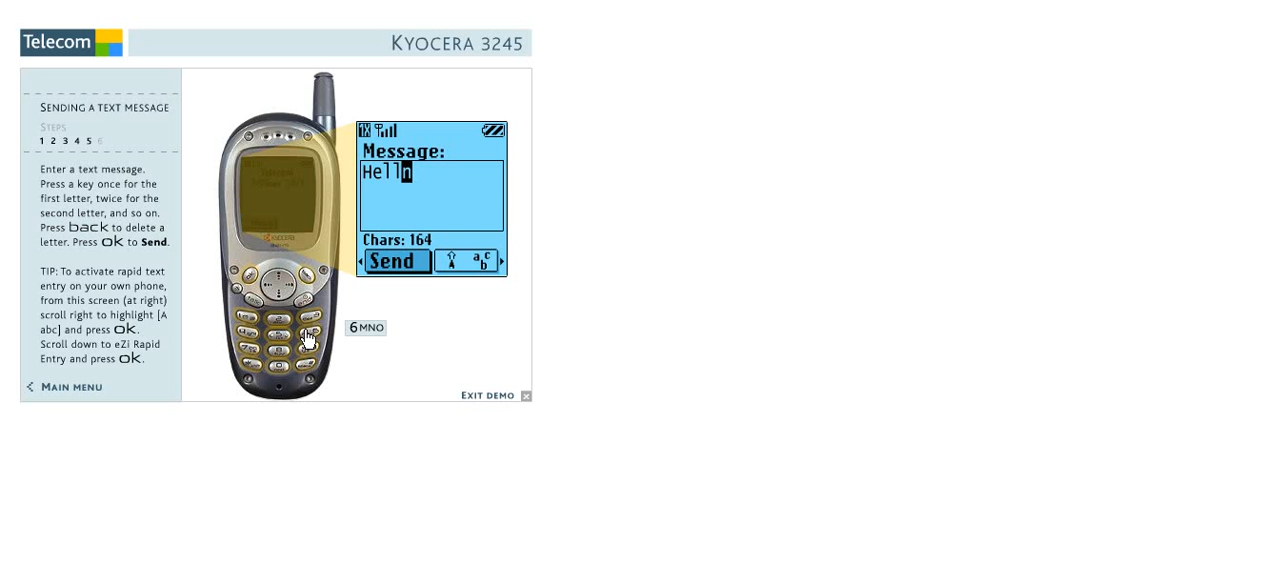 Telecom
KYOCERA 3245
SENDING A TEXT MESSAGE
STEPS
1 2 3 4 5 6
Enter a text message.
Press a key once for the
first letter, twice for the
second letter, and so on.
Press back to delete a
letter. Press OK to Send.
TIP: To activate rapid text
entry on your own phone,
from this screen (at right)
scroll right to highlight [A
abc] and press OK.
Scroll down to eZi Rapid
Entry and press OK.
MAIN MENU
1X
Message:
Helln
Chars: 164
Send
A abc
KYOCERA
6 MNO
EXIT DEMO